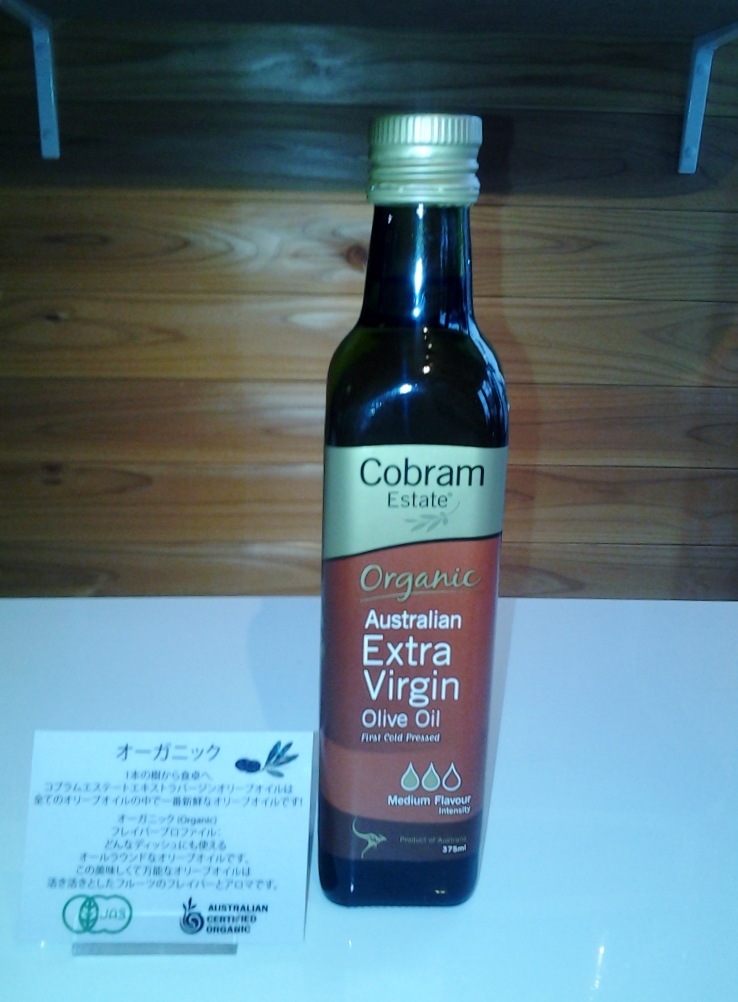 Cobram
Estate®
Organic
Australian
Extra
Virgin
Olive Oil
First Cold Pressed
Medium Flavour
Intensity
Product of Australia
375ml
オーガニック
1本の樹から食卓へ
コブラムエステートエキストラバージンオリーブオイルは
全てのオリーブオイルの中で一番新鮮なオリーブオイルです!
オーガニック(Organic)
フレイバープロファイル:
どんなディッシュにも使える
オールラウンドなオリーブオイルです。
この美味しくて万能なオリーブオイルは
活き活きとしたフルーツのフレイバーとアロマです。
JAS
AUSTRALIAN
CERTIFIED
ORGANIC